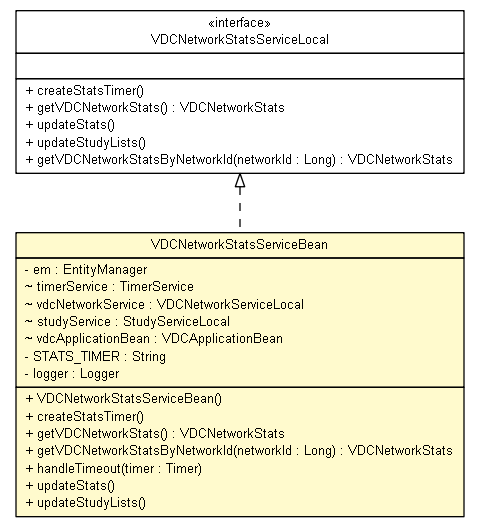 «interface»
VDCNetworkStatsServiceLocal
+ createStatsTimer()
+ getVDCNetworkStats() : VDCNetworkStats
+ updateStats()
+ updateStudyLists()
+ getVDCNetworkStatsByNetworkId(networkId : Long) : VDCNetworkStats
VDCNetworkStatsServiceBean
- em : EntityManager
~ timerService : TimerService
~ vdcNetworkService : VDCNetworkServiceLocal
~ studyService : StudyServiceLocal
~ vdcApplicationBean : VDCApplicationBean
- STATS_TIMER : String
- logger : Logger
+ VDCNetworkStatsServiceBean()
+ createStatsTimer()
+ getVDCNetworkStats() : VDCNetworkStats
+ getVDCNetworkStatsByNetworkId(networkId : Long) : VDCNetworkStats
+ handleTimeout(timer : Timer)
+ updateStats()
+ updateStudyLists()